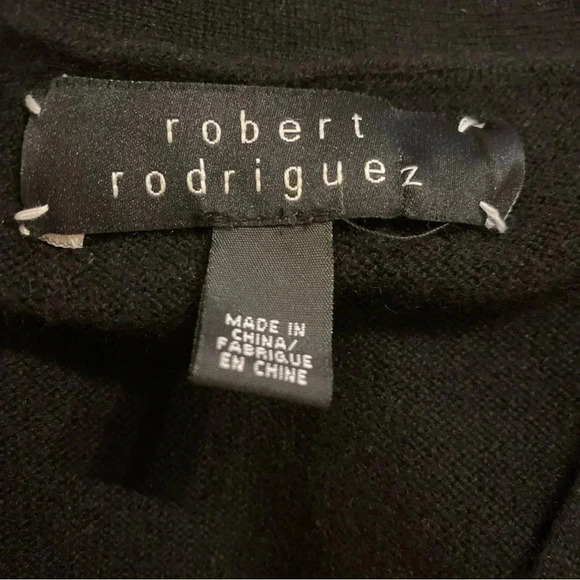 robert
rodriguez
MADE IN
CHINA/
FABRIQUE
EN CHINE